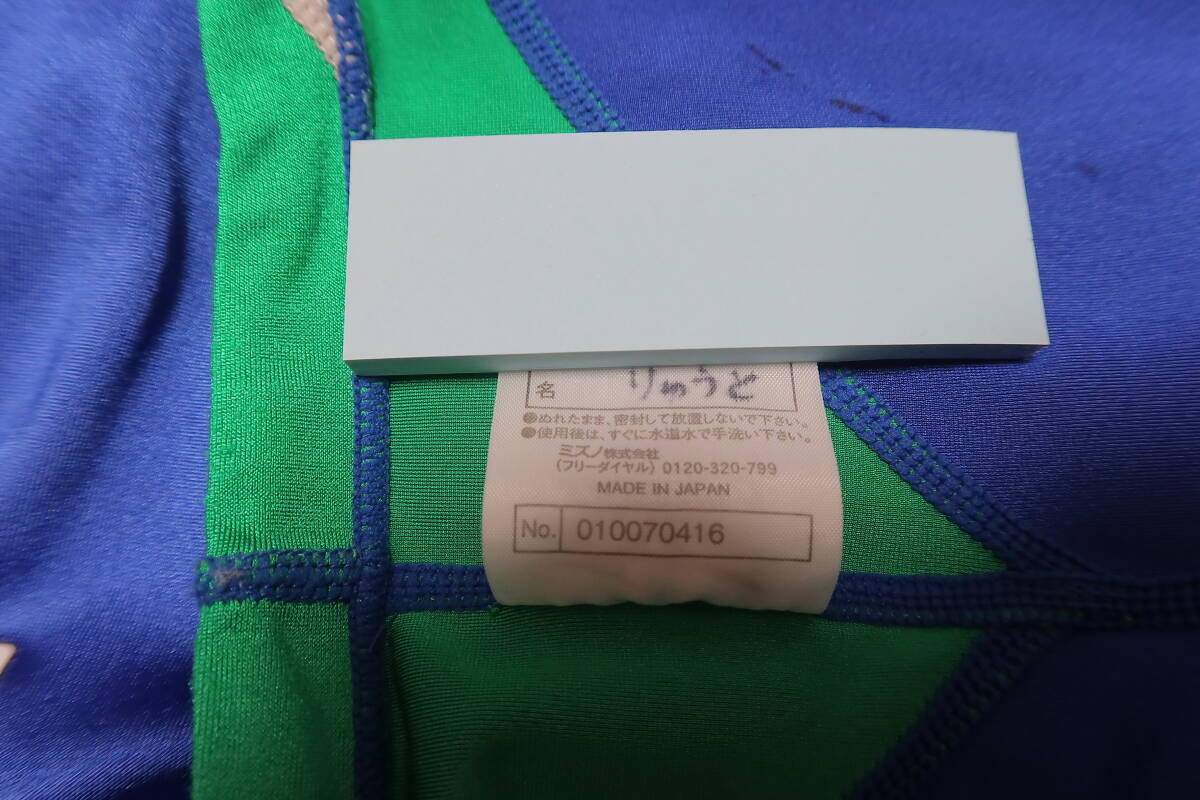 名 りゅうと
●ぬれたまま、密封して放置しないで下さい。
●使用後は、すぐに水道水で手洗い下さい。
ミズノ株式会社
(フリーダイヤル) 0120-320-799
MADE IN JAPAN
No. 010070416